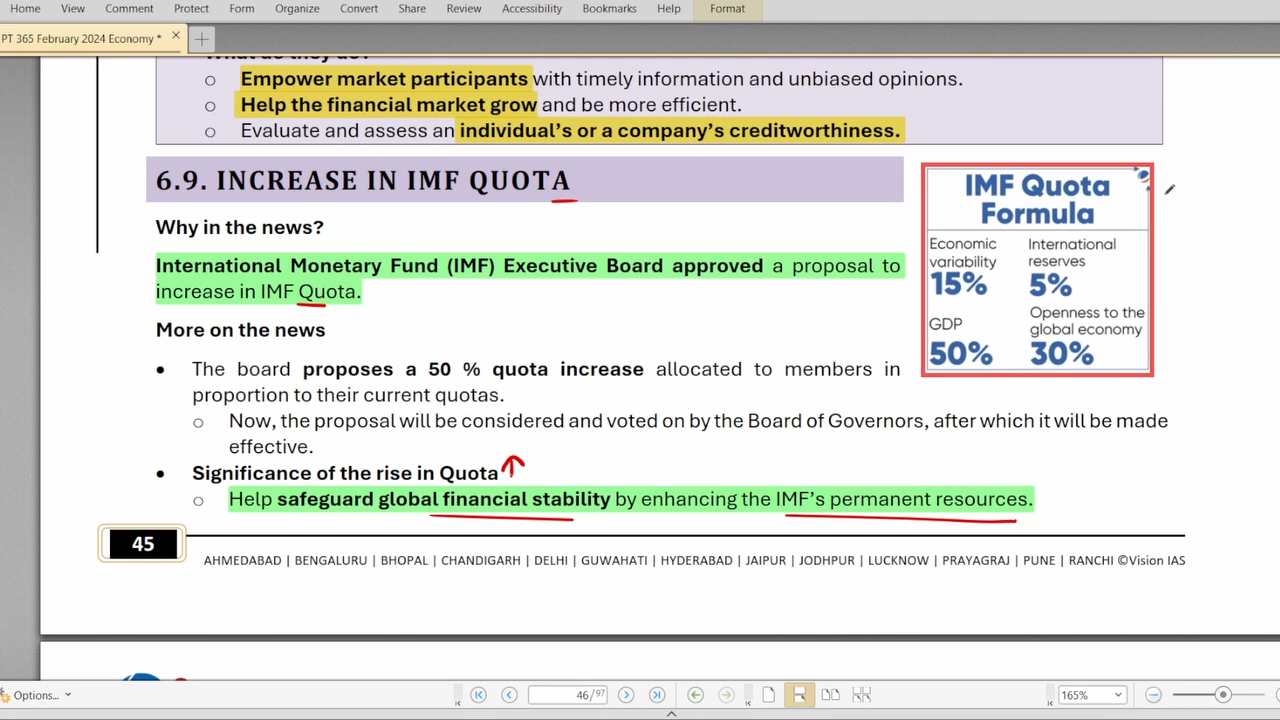 Home View Comment Protect Form Organize Convert Share Review Accessibility Bookmarks Help Format
PT 365 February 2024 Economy *
What do they do?
○ Empower market participants with timely information and unbiased opinions.
○ Help the financial market grow and be more efficient.
○ Evaluate and assess an individual's or a company's creditworthiness.
6.9. INCREASE IN IMF QUOTA
Why in the news?
International Monetary Fund (IMF) Executive Board approved a proposal to
increase in IMF Quota.
More on the news
• The board proposes a 50 % quota increase allocated to members in
proportion to their current quotas.
○ Now, the proposal will be considered and voted on by the Board of Governors, after which it will be made
effective.
• Significance of the rise in Quota
○ Help safeguard global financial stability by enhancing the IMF's permanent resources.
IMF Quota
Formula
Economic
variability
15%
International
reserves
5%
GDP
50%
Openness to the
global economy
30%
45
AHMEDABAD | BENGALURU | BHOPAL | CHANDIGARH | DELHI | GUWAHATI | HYDERABAD | JAIPUR | JODHPUR | LUCKNOW | PRAYAGRAJ | PUNE | RANCHI ©Vision IAS
Options...
46 / 97
165%